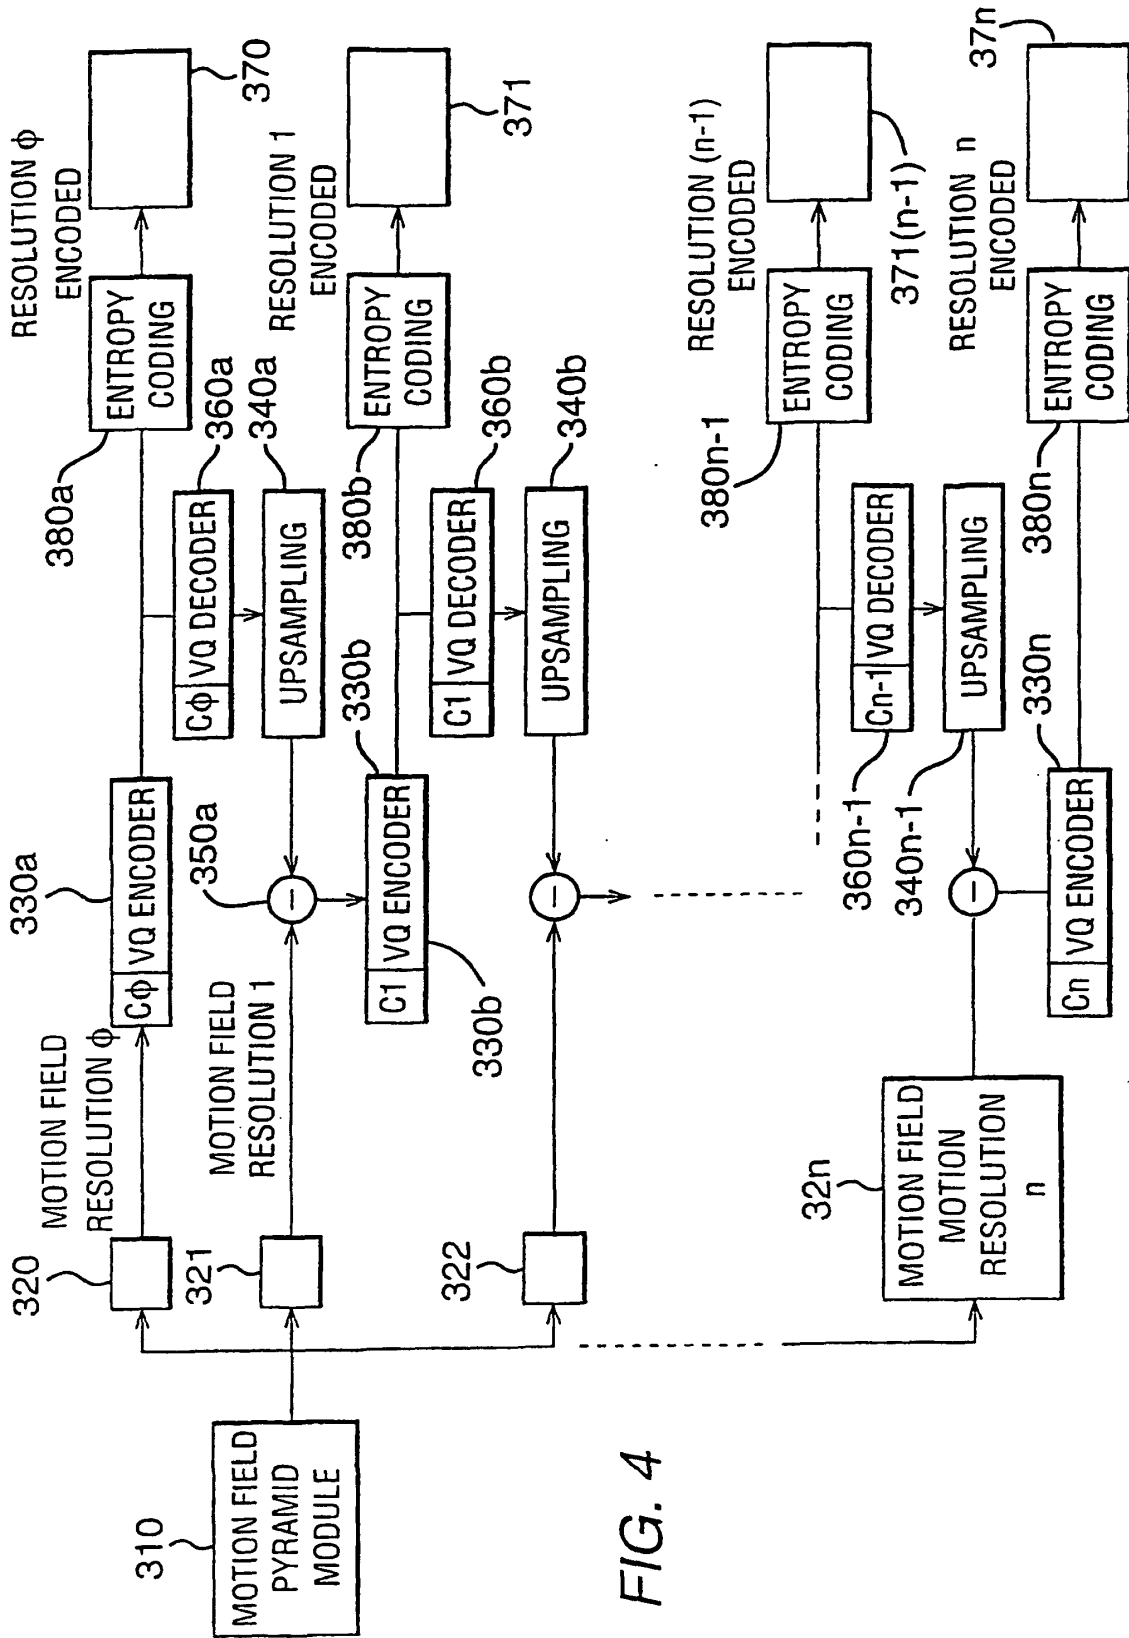 310
MOTION FIELD
PYRAMID
MODULE
320
MOTION FIELD
RESOLUTION ϕ
330a
Cϕ VQ ENCODER
380a
ENTROPY
CODING
RESOLUTION ϕ
ENCODED
370
Cϕ VQ DECODER
360a
UPSAMPLING
340a
321
MOTION FIELD
RESOLUTION 1
350a
−
330b
C1 VQ ENCODER
330b
380b
ENTROPY
CODING
RESOLUTION 1
ENCODED
371
C1 VQ DECODER
360b
UPSAMPLING
340b
322
−
380n-1
ENTROPY
CODING
RESOLUTION (n-1)
ENCODED
371(n-1)
360n-1
Cn-1 VQ DECODER
340n-1
UPSAMPLING
32n
MOTION FIELD
MOTION
RESOLUTION
n
−
330n
Cn VQ ENCODER
380n
ENTROPY
CODING
RESOLUTION n
ENCODED
37n
FIG. 4